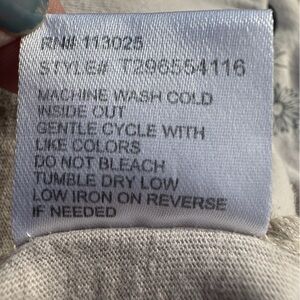 RN# 113025
STYLE# T296554116
MACHINE WASH COLD
INSIDE OUT
GENTLE CYCLE WITH
LIKE COLORS
DO NOT BLEACH
TUMBLE DRY LOW
LOW IRON ON REVERSE
IF NEEDED